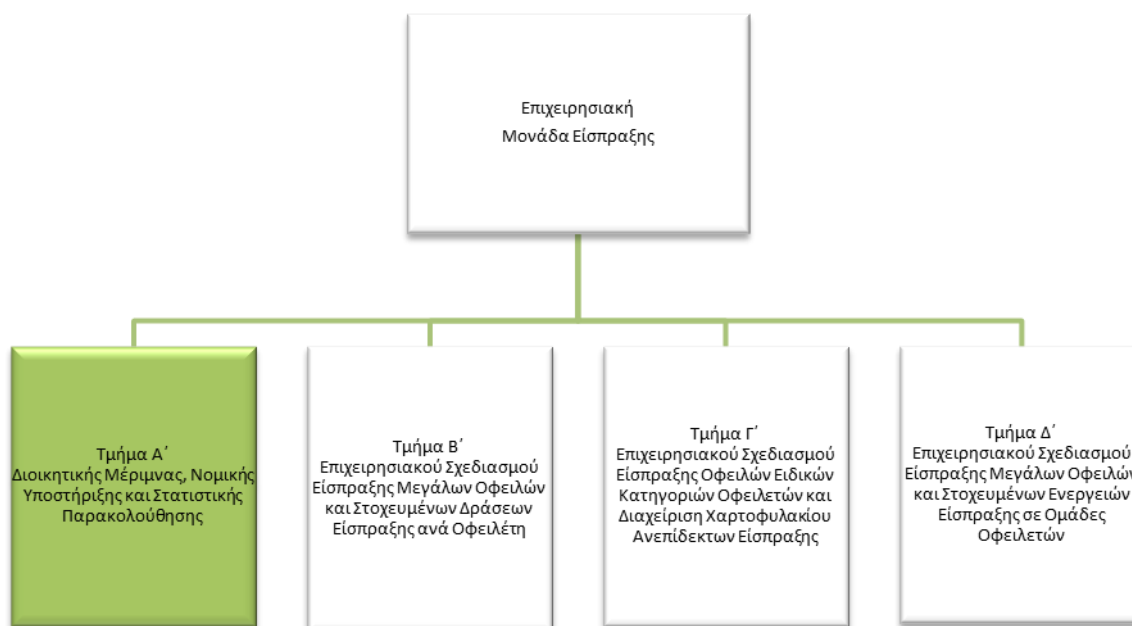 Επιχειρησιακή
Μονάδα Είσπραξης
Τμήμα Α΄
Διοικητικής Μέριμνας, Νομικής
Υποστήριξης και Στατιστικής
Παρακολούθησης
Τμήμα Β΄
Επιχειρησιακού Σχεδιασμού
Είσπραξης Μεγάλων Οφειλών
και Στοχευμένων Δράσεων
Είσπραξης ανά Οφειλέτη
Τμήμα Γ΄
Επιχειρησιακού Σχεδιασμού
Είσπραξης Οφειλών Ειδικών
Κατηγοριών Οφειλετών και
Διαχείριση Χαρτοφυλακίου
Ανεπίδεκτων Είσπραξης
Τμήμα Δ΄
Επιχειρησιακού Σχεδιασμού
Είσπραξης Μεγάλων Οφειλών
και Στοχευμένων Ενεργειών
Είσπραξης σε Ομάδες
Οφειλετών